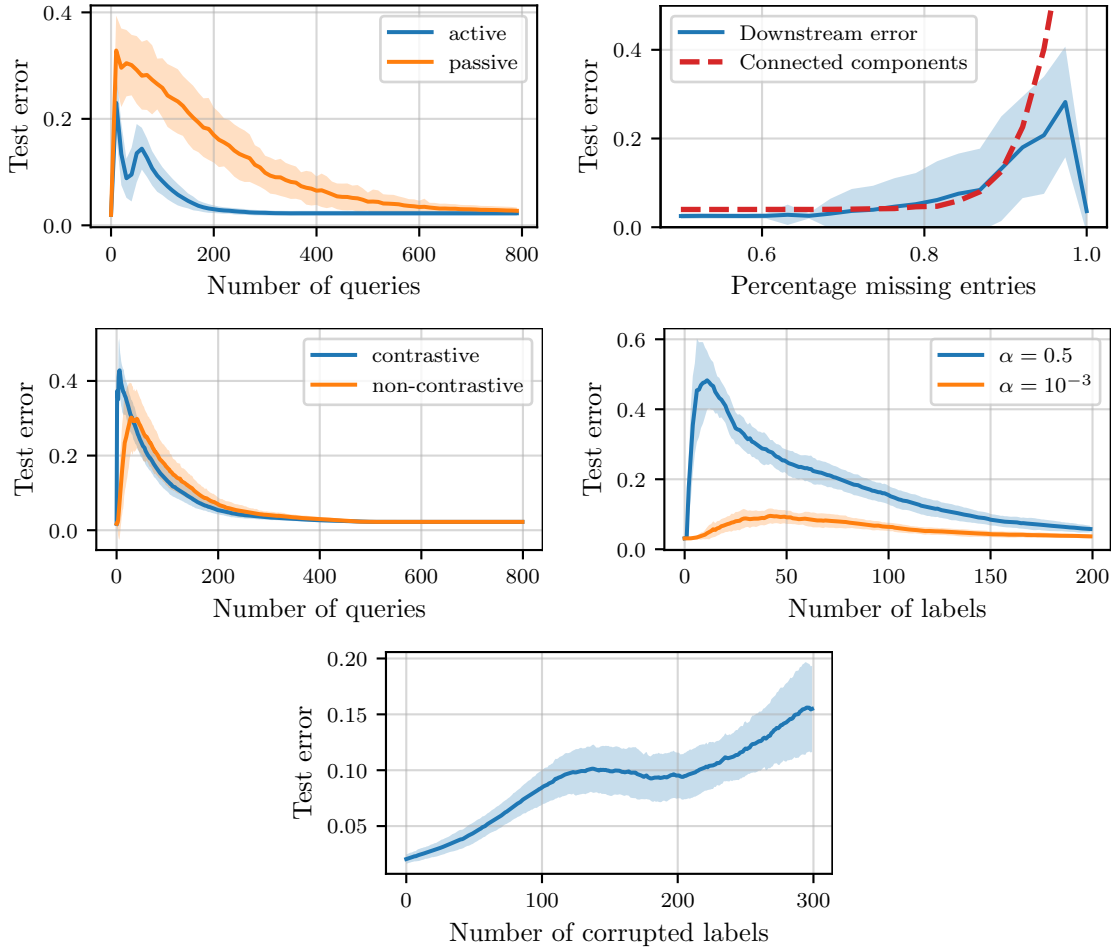 0.4
0.2
0.0
Test error
active
passive
0
200
400
600
800
Number of queries
0.4
0.2
0.0
Test error
Downstream error
Connected components
0.6
0.8
1.0
Percentage missing entries
0.4
0.2
0.0
Test error
contrastive
non-contrastive
0
200
400
600
800
Number of queries
0.6
0.4
0.2
0.0
Test error
α = 0.5
α = 10⁻³
0
50
100
150
200
Number of labels
0.20
0.15
0.10
0.05
Test error
0
100
200
300
Number of corrupted labels